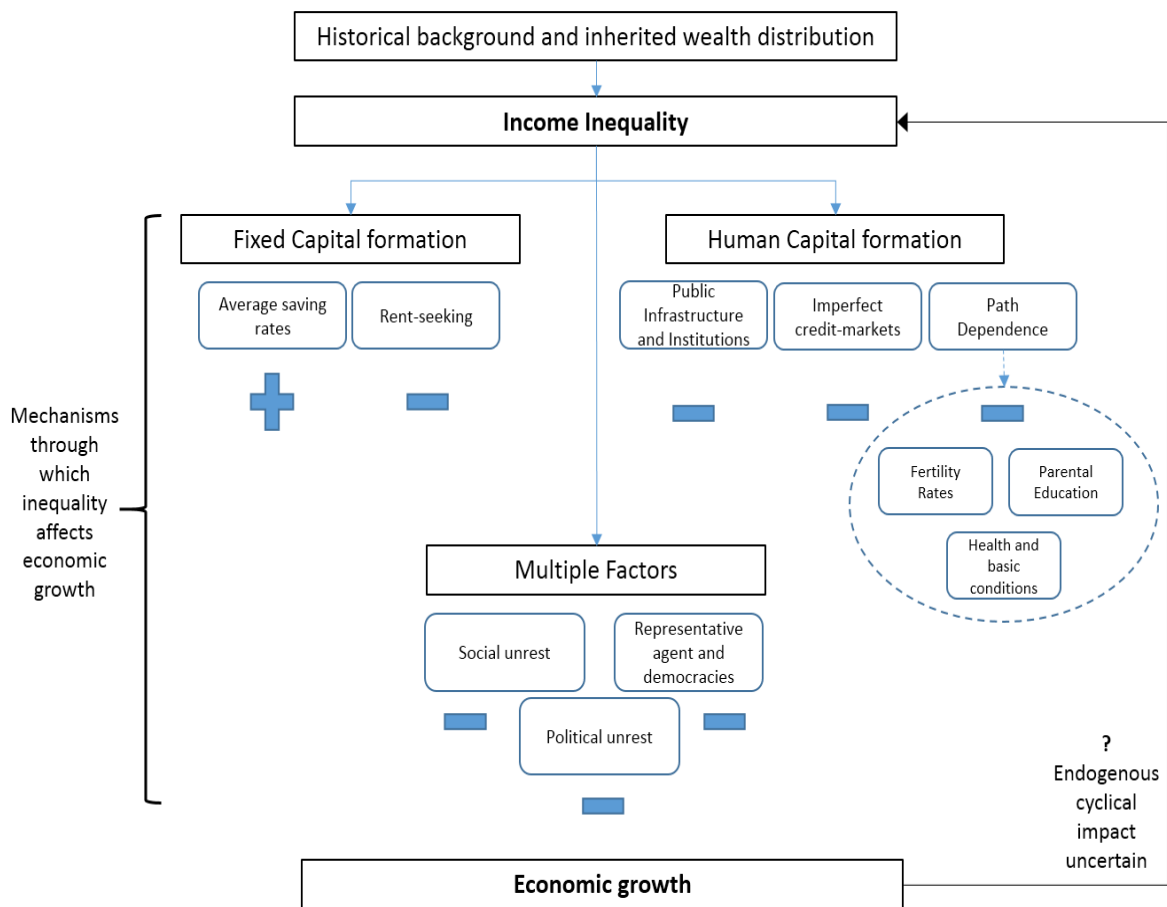 Historical background and inherited wealth distribution
Income Inequality
Fixed Capital formation
Human Capital formation
Average saving
rates
Rent-seeking
Public
Infrastructure
and Institutions
Imperfect
credit-markets
Path
Dependence
Mechanisms
through
which
inequality
affects
economic
growth
Fertility
Rates
Parental
Education
Health and
basic
conditions
Multiple Factors
Social unrest
Representative
agent and
democracies
Political unrest
?
Endogenous
cyclical
impact
uncertain
Economic growth